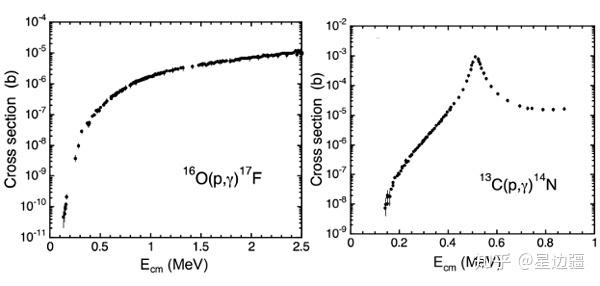 10⁻⁴
10⁻⁵
10⁻⁶
10⁻⁷
10⁻⁸
10⁻⁹
10⁻¹⁰
10⁻¹¹
Cross section (b)
¹⁶O(p,γ)¹⁷F
0 0.5 1 1.5 2 2.5
E_cm (MeV)
10⁻²
10⁻³
10⁻⁴
10⁻⁵
10⁻⁶
10⁻⁷
10⁻⁸
10⁻⁹
Cross section (b)
¹³C(p,γ)¹⁴N
0 0.2 0.4 0.6 0.8 1
E_cm (MeV)
知乎 @星边疆